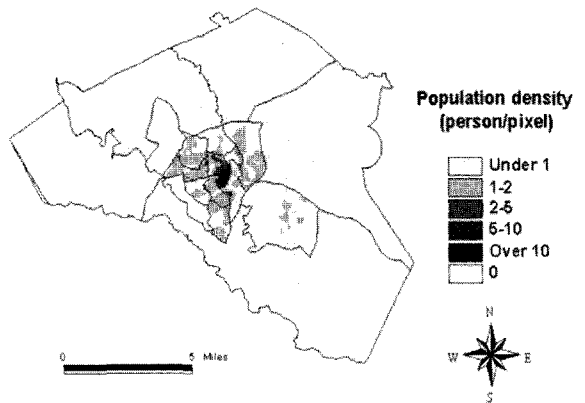 Population density
(person/pixel)
Under 1
1-2
2-5
5-10
Over 10
0
N
W E
S
0 5 Miles